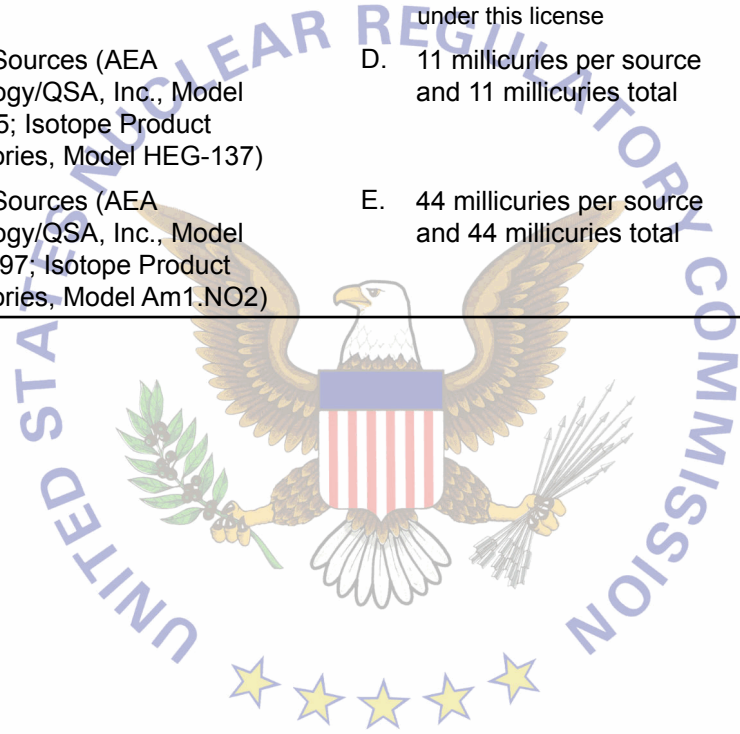 under this license
Sources (AEA
ogy/QSA, Inc., Model
5; Isotope Product
ories, Model HEG-137)
D. 11 millicuries per source
and 11 millicuries total
Sources (AEA
ogy/QSA, Inc., Model
97; Isotope Product
ories, Model Am1.NO2)
E. 44 millicuries per source
and 44 millicuries total
UNITED STATES NUCLEAR REGULATORY COMMISSION